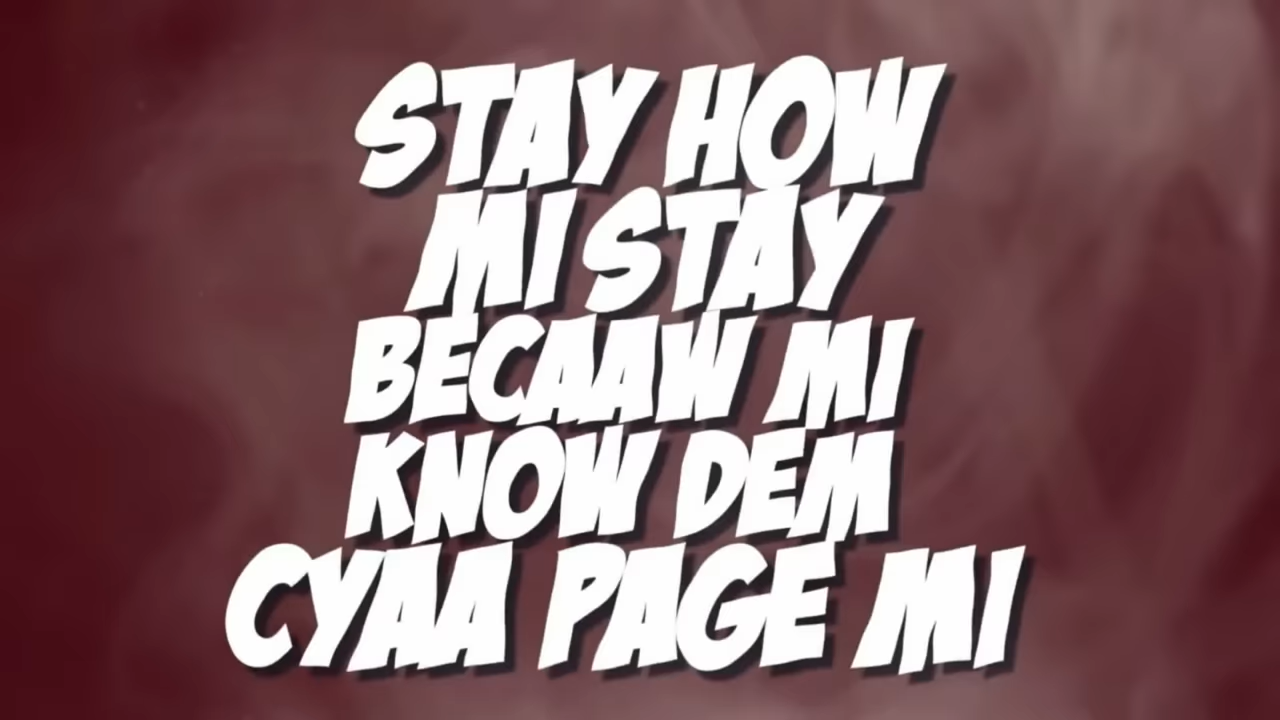 STAY HOW
MI STAY
BECAAW MI
KNOW DEM
CYAA PAGE MI